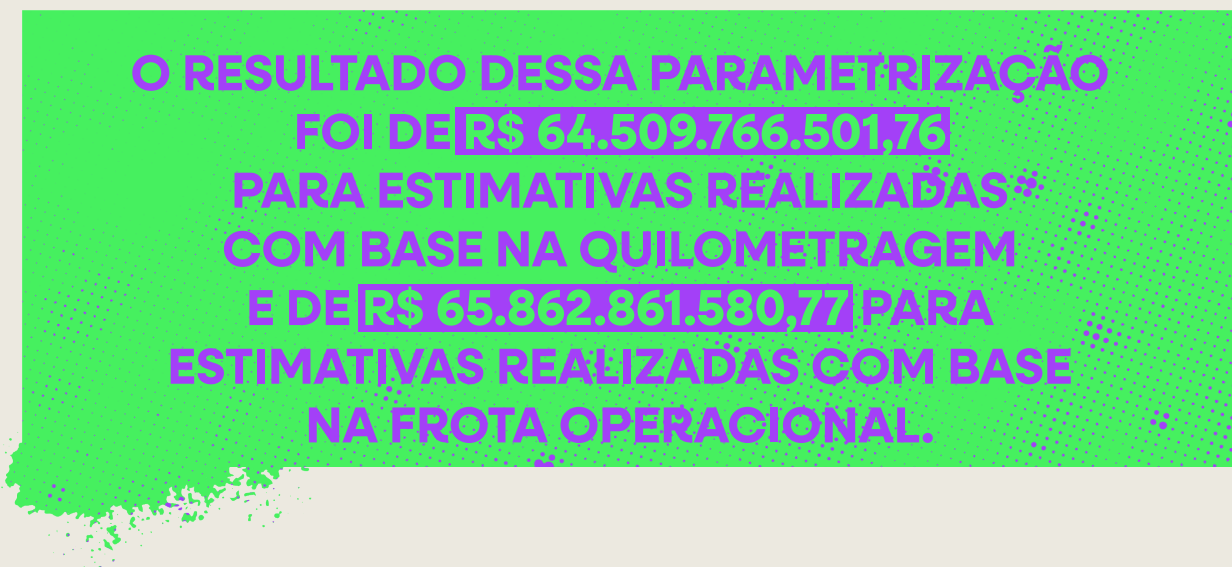 O RESULTADO DESSA PARAMETRIZAÇÃO
FOI DE R$ 64.509.766.501,76
PARA ESTIMATIVAS REALIZADAS
COM BASE NA QUILOMETRAGEM
E DE R$ 65.862.861.580,77 PARA
ESTIMATIVAS REALIZADAS COM BASE
NA FROTA OPERACIONAL.